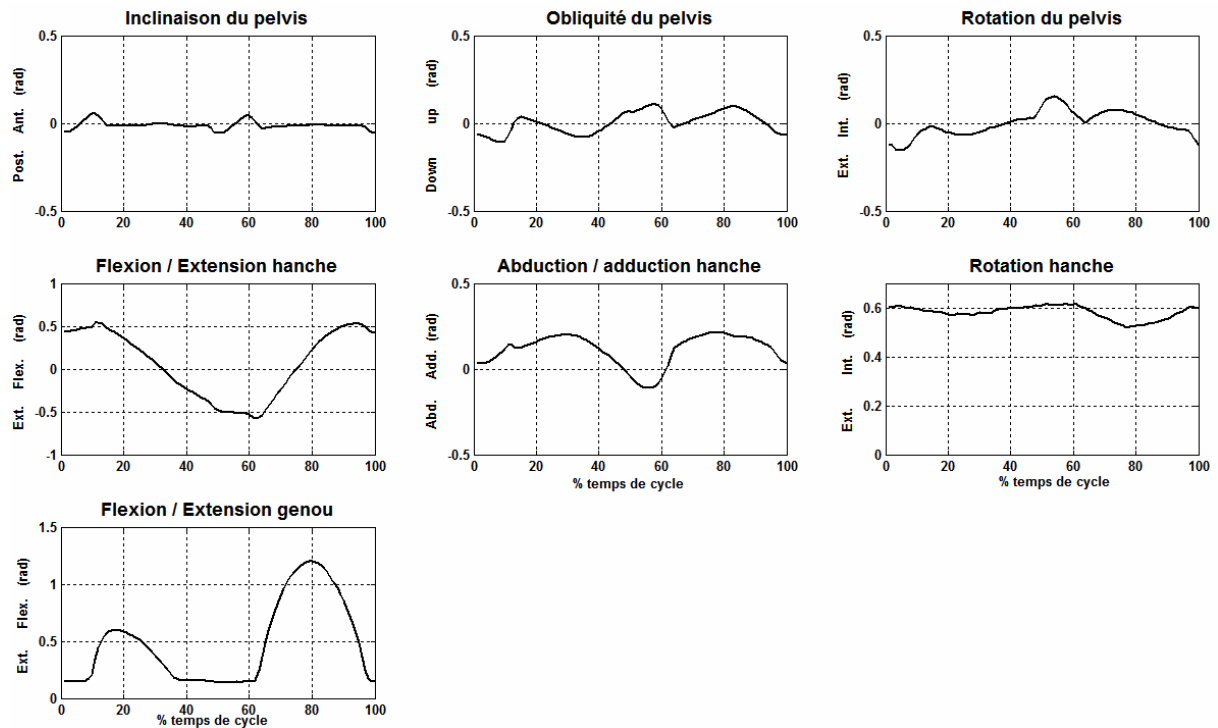 Inclinaison du pelvis
Post. Ant. (rad)
0.5
0
-0.5
0 20 40 60 80 100
Obliquité du pelvis
Down up (rad)
0.5
0
-0.5
0 20 40 60 80 100
Rotation du pelvis
Ext. Int. (rad)
0.5
0
-0.5
0 20 40 60 80 100
Flexion / Extension hanche
Ext. Flex. (rad)
1
0.5
0
-0.5
-1
0 20 40 60 80 100
Abduction / adduction hanche
Abd. Add. (rad)
0.5
0
-0.5
0 20 40 60 80 100
% temps de cycle
Rotation hanche
Ext. Int. (rad)
0.6
0.4
0.2
0
0 20 40 60 80 100
% temps de cycle
Flexion / Extension genou
Ext. Flex. (rad)
1.5
1
0.5
0
0 20 40 60 80 100
% temps de cycle